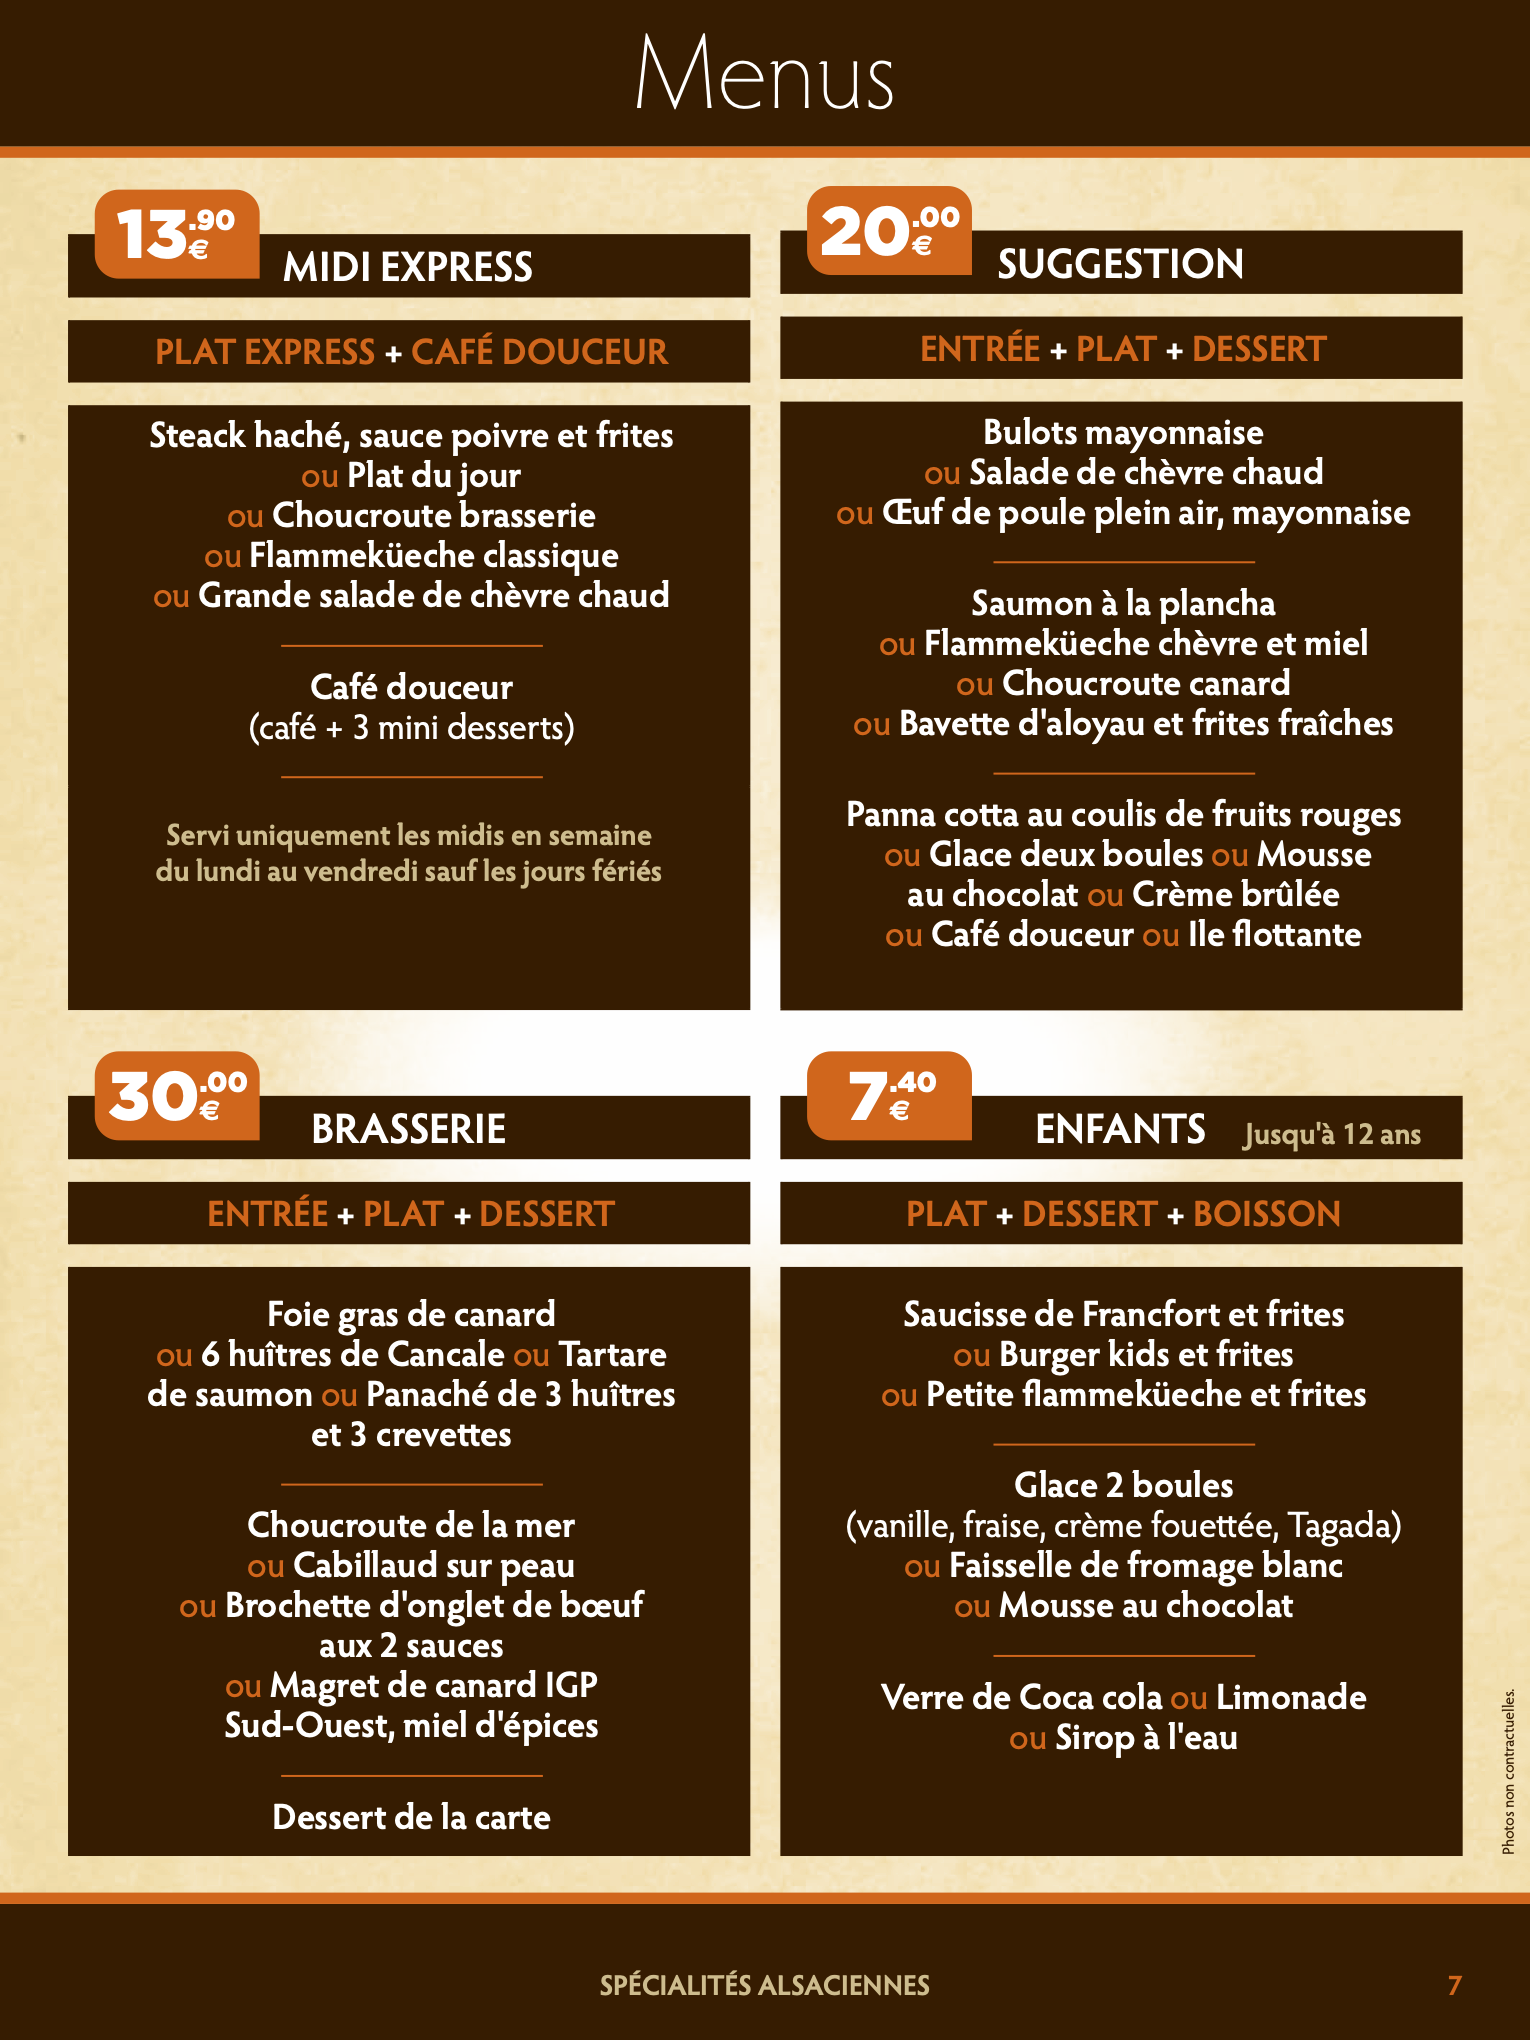 Menus
13.90 €
MIDI EXPRESS
PLAT EXPRESS + CAFÉ DOUCEUR
Steack haché, sauce poivre et frites
ou Plat du jour
ou Choucroute brasserie
ou Flammeküeche classique
ou Grande salade de chèvre chaud
Café douceur
(café + 3 mini desserts)
Servi uniquement les midis en semaine
du lundi au vendredi sauf les jours fériés
20.00 €
SUGGESTION
ENTRÉE + PLAT + DESSERT
Bulots mayonnaise
ou Salade de chèvre chaud
ou Œuf de poule plein air, mayonnaise
Saumon à la plancha
ou Flammeküeche chèvre et miel
ou Choucroute canard
ou Bavette d'aloyau et frites fraîches
Panna cotta au coulis de fruits rouges
ou Glace deux boules ou Mousse
au chocolat ou Crème brûlée
ou Café douceur ou Ile flottante
30.00 €
BRASSERIE
ENTRÉE + PLAT + DESSERT
Foie gras de canard
ou 6 huîtres de Cancale ou Tartare
de saumon ou Panaché de 3 huîtres
et 3 crevettes
Choucroute de la mer
ou Cabillaud sur peau
ou Brochette d'onglet de bœuf
aux 2 sauces
ou Magret de canard IGP
Sud-Ouest, miel d'épices
Dessert de la carte
7.40 €
ENFANTS Jusqu'à 12 ans
PLAT + DESSERT + BOISSON
Saucisse de Francfort et frites
ou Burger kids et frites
ou Petite flammeküeche et frites
Glace 2 boules
(vanille, fraise, crème fouettée, Tagada)
ou Faisselle de fromage blanc
ou Mousse au chocolat
Verre de Coca cola ou Limonade
ou Sirop à l'eau
Photos non contractuelles.
SPÉCIALITÉS ALSACIENNES
7